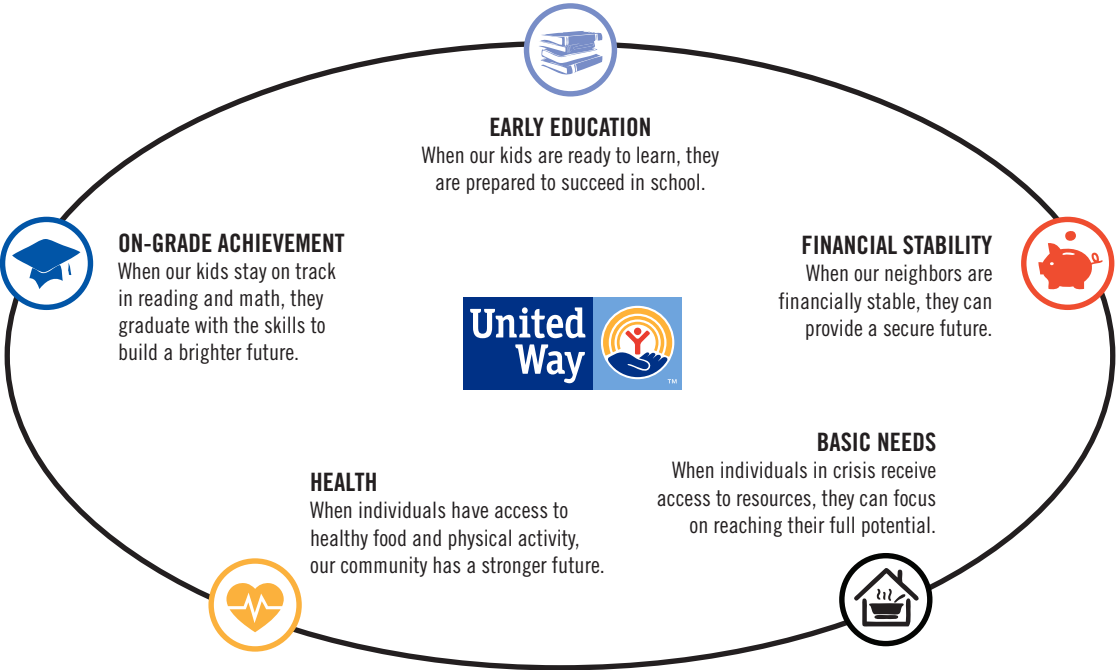 EARLY EDUCATION
When our kids are ready to learn, they
are prepared to succeed in school.
ON-GRADE ACHIEVEMENT
When our kids stay on track
in reading and math, they
graduate with the skills to
build a brighter future.
FINANCIAL STABILITY
When our neighbors are
financially stable, they can
provide a secure future.
United
Way
TM
BASIC NEEDS
When individuals in crisis receive
access to resources, they can focus
on reaching their full potential.
HEALTH
When individuals have access to
healthy food and physical activity,
our community has a stronger future.